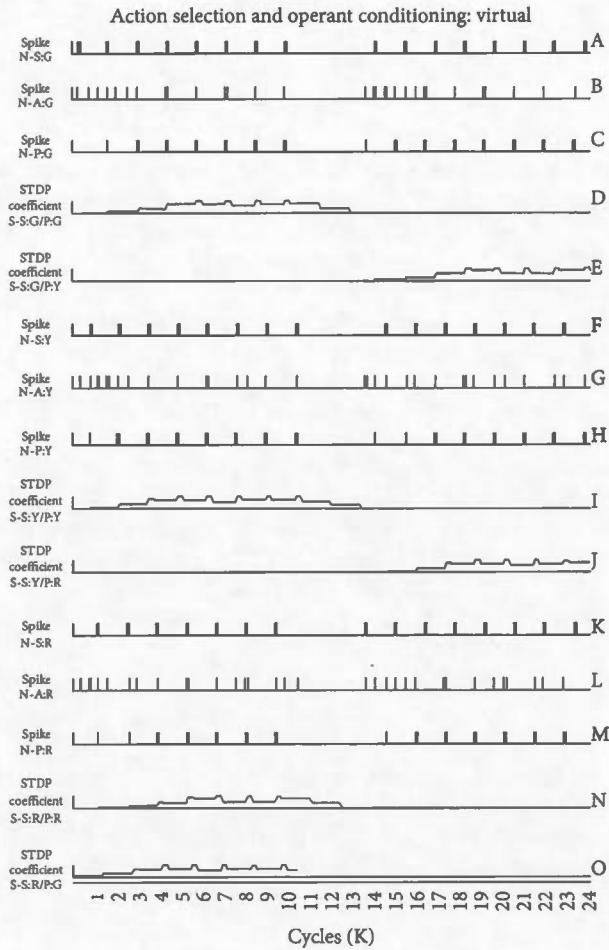 Action selection and operant conditioning: virtual
Spike
N-S:G
A
Spike
N-A:G
B
Spike
N-P:G
C
STDP
coefficient
S-S:G/P:G
D
STDP
coefficient
S-S:G/P:Y
E
Spike
N-S:Y
F
Spike
N-A:Y
G
Spike
N-P:Y
H
STDP
coefficient
S-S:Y/P:Y
I
STDP
coefficient
S-S:Y/P:R
J
Spike
N-S:R
K
Spike
N-A:R
L
Spike
N-P:R
M
STDP
coefficient
S-S:R/P:R
N
STDP
coefficient
S-S:R/P:G
O
1 2 3 4 5 6 7 8 9 10 11 12 13 14 15 16 17 18 19 20 21 22 23 24
Cycles (K)